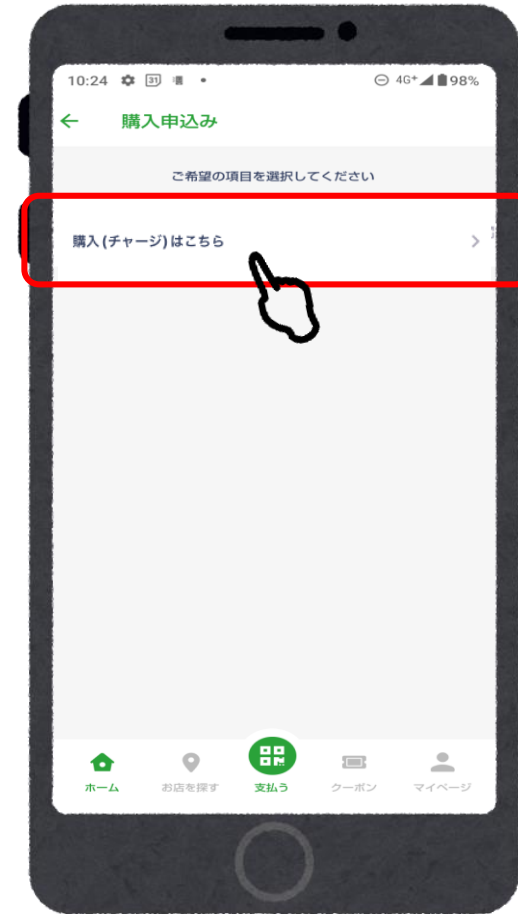 10:24 31 4G+ 98%
購入申込み
ご希望の項目を選択してください
購入(チャージ)はこちら
ホーム お店を探す 支払う クーポン マイページ